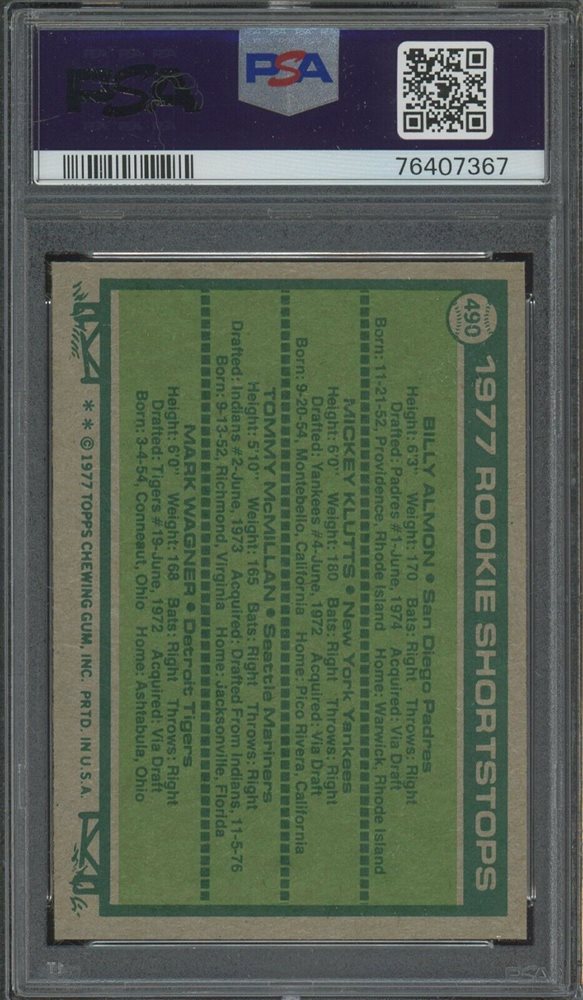 PSA
PSA
76407367
490
1977 ROOKIE SHORTSTOPS
BILLY ALMON • San Diego Padres
Height: 6'3" Weight: 170 Bats: Right Throws: Right
Drafted: Padres #1-June, 1974 Acquired: Via Draft
Born: 11-21-52, Providence, Rhode Island Home: Warwick, Rhode Island
MICKEY KLUTTS • New York Yankees
Height: 6'0" Weight: 180 Bats: Right Throws: Right
Drafted: Yankees #4-June, 1972 Acquired: Via Draft
Born: 9-20-54, Montebello, California Home: Pico Rivera, California
TOMMY McMILLAN • Seattle Mariners
Height: 5'10" Weight: 165 Bats: Right Throws: Right
Drafted: Indians #2-June, 1973 Acquired: Drafted From Indians, 11-5-76
Born: 9-13-52, Richmond, Virginia Home: Jacksonville, Florida
MARK WAGNER • Detroit Tigers
Height: 6'0" Weight: 168 Bats: Right Throws: Right
Drafted: Tigers #19-June, 1972 Acquired: Via Draft
Born: 3-4-54, Conneaut, Ohio Home: Ashtabula, Ohio
* * © 1977 TOPPS CHEWING GUM, INC. PRTD. IN U.S.A.
PSA